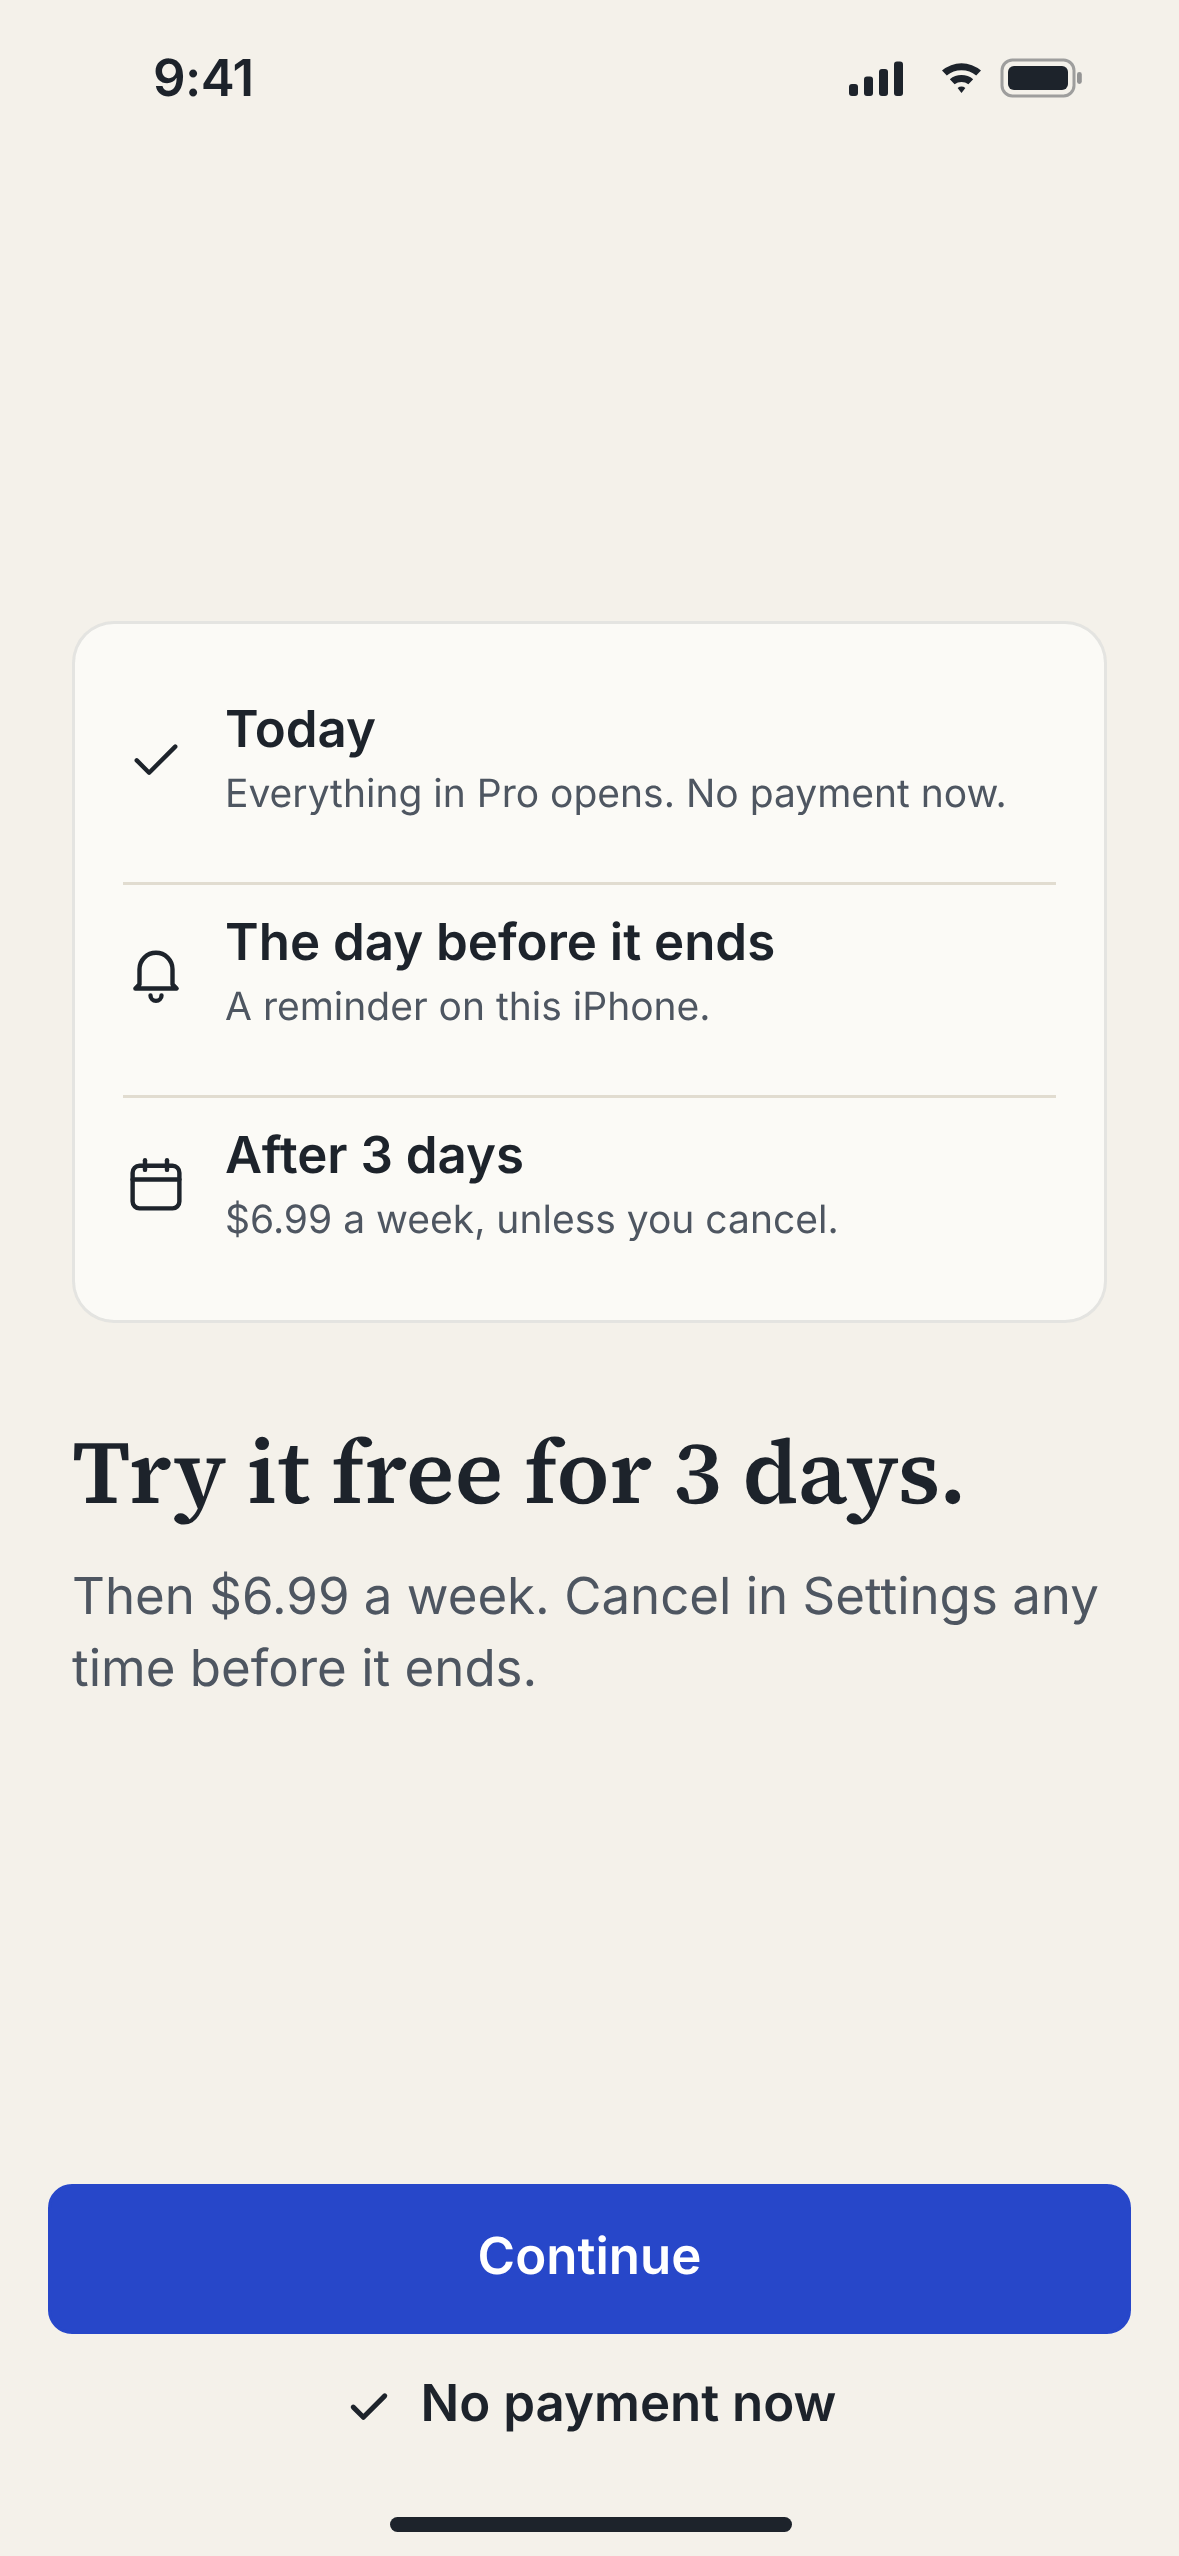 9:41
Today
Everything in Pro opens. No payment now.
The day before it ends
A reminder on this iPhone.
After 3 days
$6.99 a week, unless you cancel.
Try it free for 3 days.
Then $6.99 a week. Cancel in Settings any
time before it ends.
Continue
No payment now